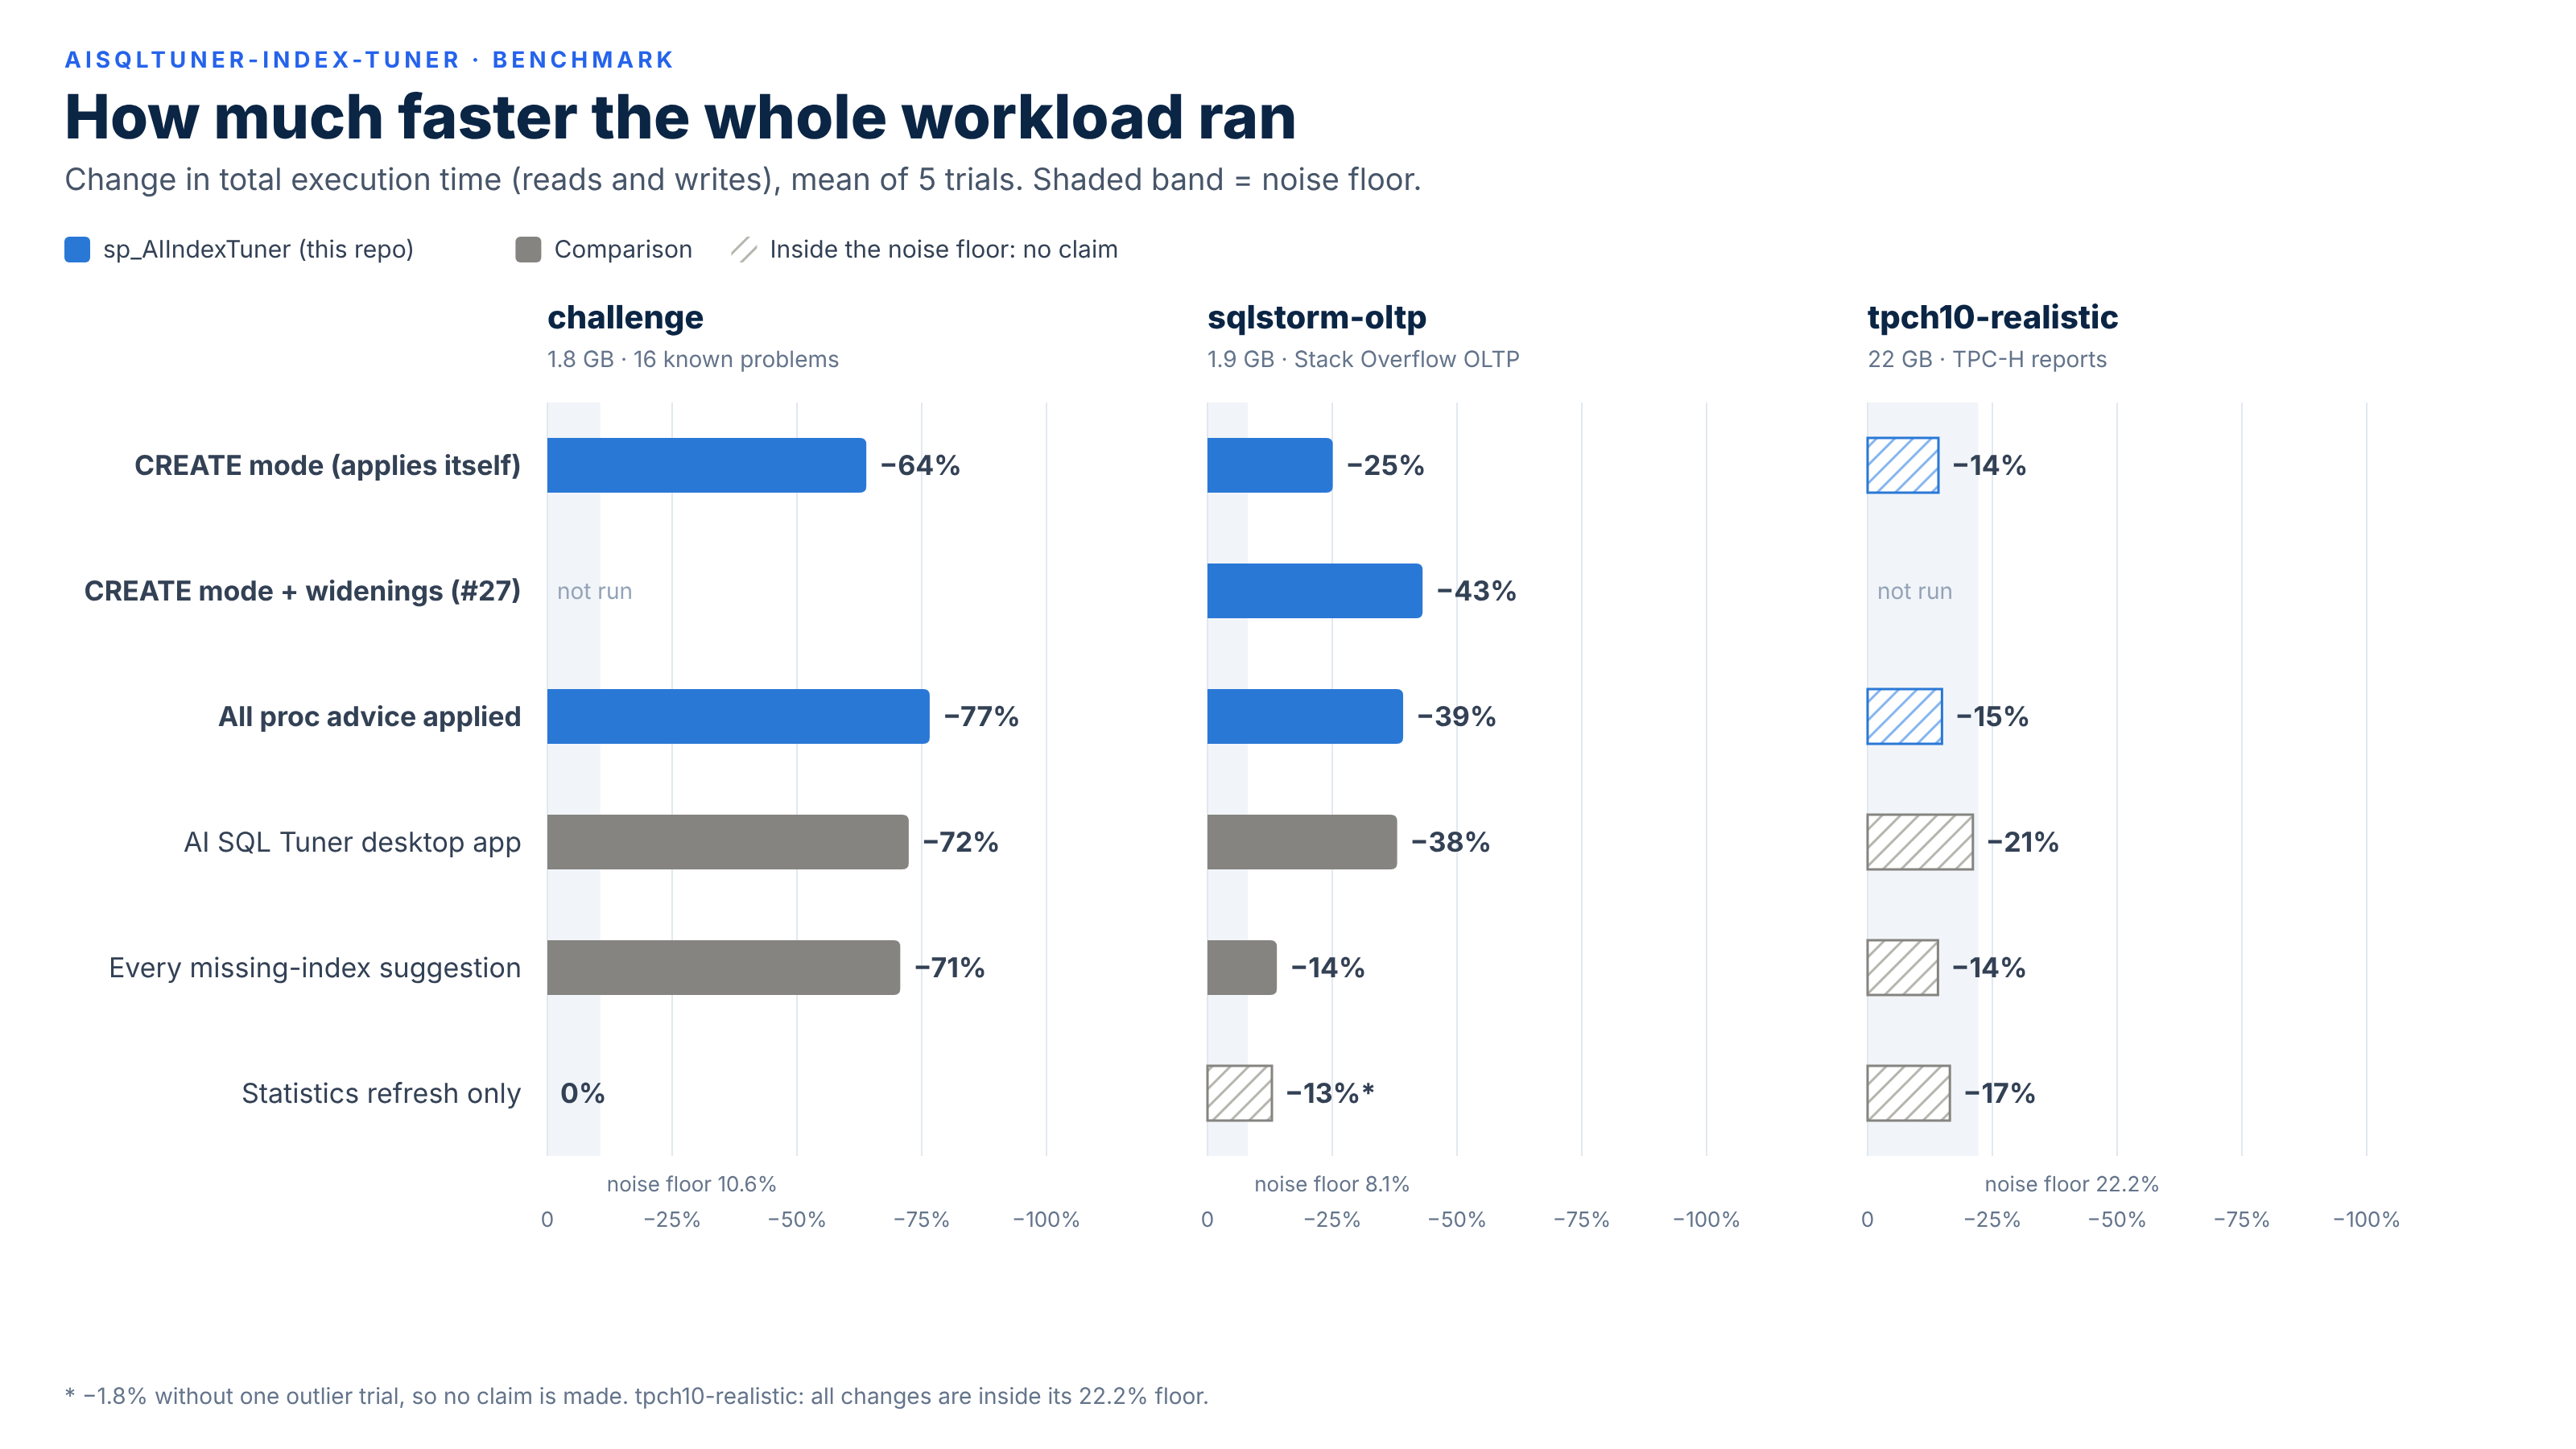 AISQLTUNER-INDEX-TUNER · BENCHMARK
How much faster the whole workload ran
Change in total execution time (reads and writes), mean of 5 trials. Shaded band = noise floor.
sp_AIIndexTuner (this repo) Comparison Inside the noise floor: no claim
challenge sqlstorm-oltp tpch10-realistic
1.8 GB · 16 known problems 1.9 GB · Stack Overflow OLTP 22 GB · TPC-H reports
CREATE mode (applies itself) −64% −25% −14%
CREATE mode + widenings (#27) not run −43% not run
All proc advice applied −77% −39% −15%
AI SQL Tuner desktop app −72% −38% −21%
Every missing-index suggestion −71% −14% −14%
Statistics refresh only 0% −13%* −17%
noise floor 10.6% noise floor 8.1% noise floor 22.2%
0 −25% −50% −75% −100% 0 −25% −50% −75% −100% 0 −25% −50% −75% −100%
* −1.8% without one outlier trial, so no claim is made. tpch10-realistic: all changes are inside its 22.2% floor.